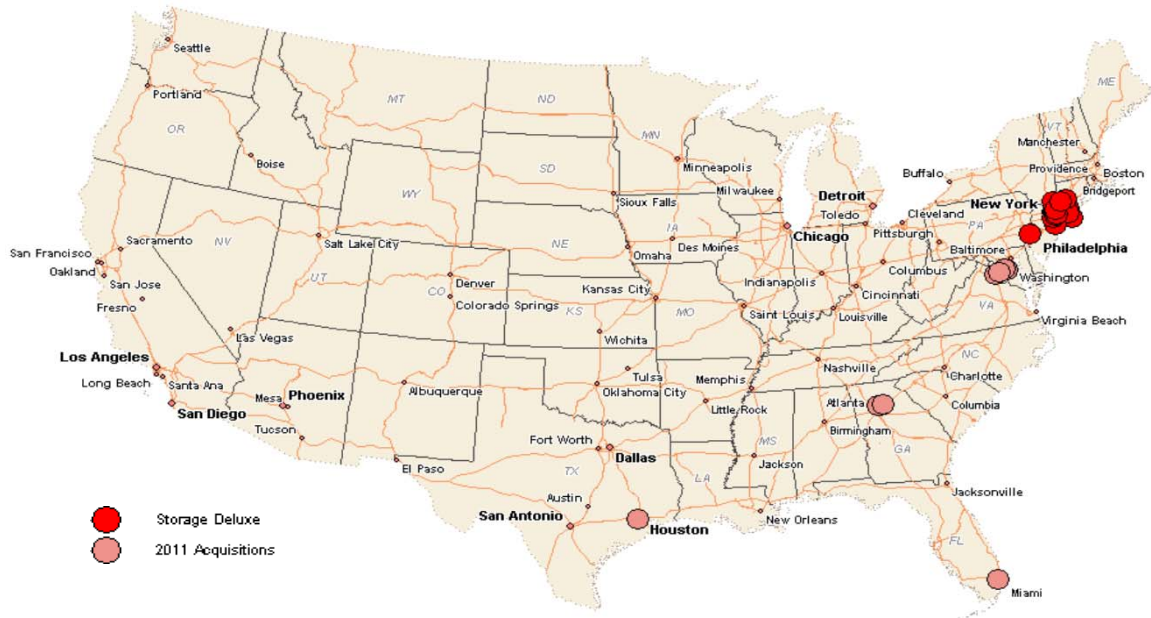 Seattle
Portland
OR
Boise
MT
ND
MN
Minneapolis
SD
WY
Sioux Falls
Milwaukee
Detroit
Toledo
Buffalo
Cleveland
Pittsburgh
PA
New York
Manchester
VT
ME
Providence
Boston
Bridgeport
Philadelphia
Baltimore
Washington
San Francisco
Sacramento
Oakland
San Jose
Fresno
NV
Salt Lake City
UT
Denver
CO
Colorado Springs
NE
IA
Omaha
Des Moines
Chicago
Indianapolis
Columbus
Cincinnati
Kansas City
KS
MO
Saint Louis
Louisville
VA
Virginia Beach
Las Vegas
Wichita
Los Angeles
Long Beach
Santa Ana
San Diego
Mesa
Phoenix
Tucson
Albuquerque
Tulsa
Oklahoma City
Memphis
Little Rock
Nashville
NC
Charlotte
Columbia
Atlanta
Birmingham
GA
MS
Jackson
LA
Fort Worth
Dallas
El Paso
TX
Austin
San Antonio
Houston
New Orleans
Jacksonville
FL
Miami
Storage Deluxe
2011 Acquisitions